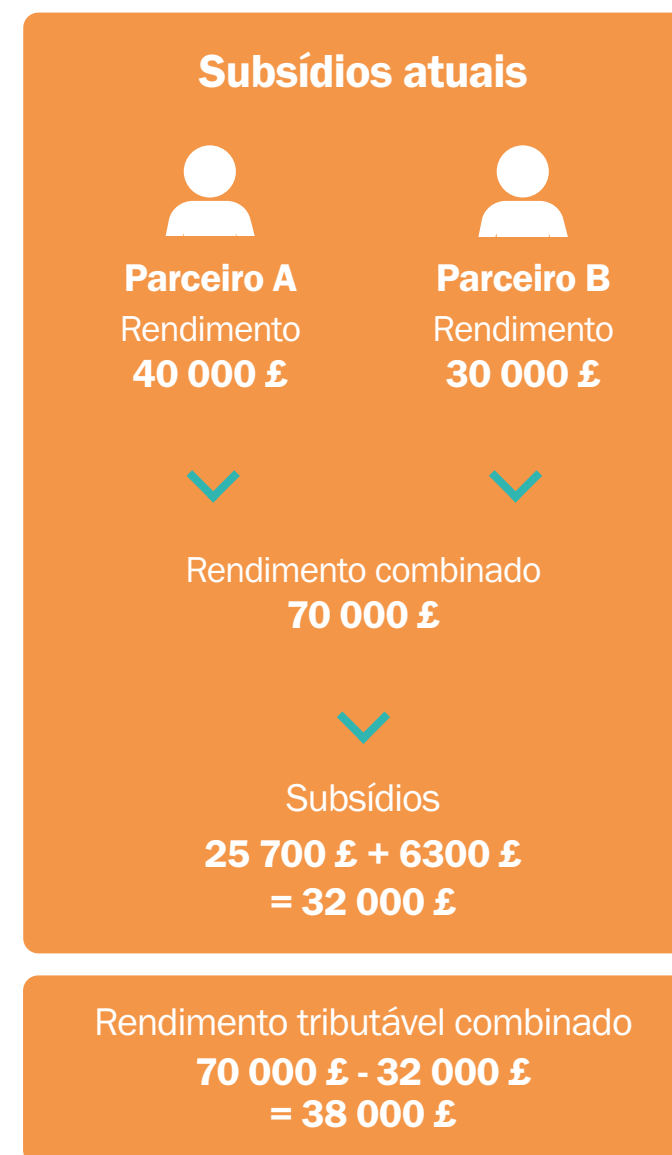 Subsídios atuais
Parceiro A
Rendimento
40 000 £
Parceiro B
Rendimento
30 000 £
Rendimento combinado
70 000 £
Subsídios
25 700 £ + 6300 £
= 32 000 £
Rendimento tributável combinado
70 000 £ - 32 000 £
= 38 000 £